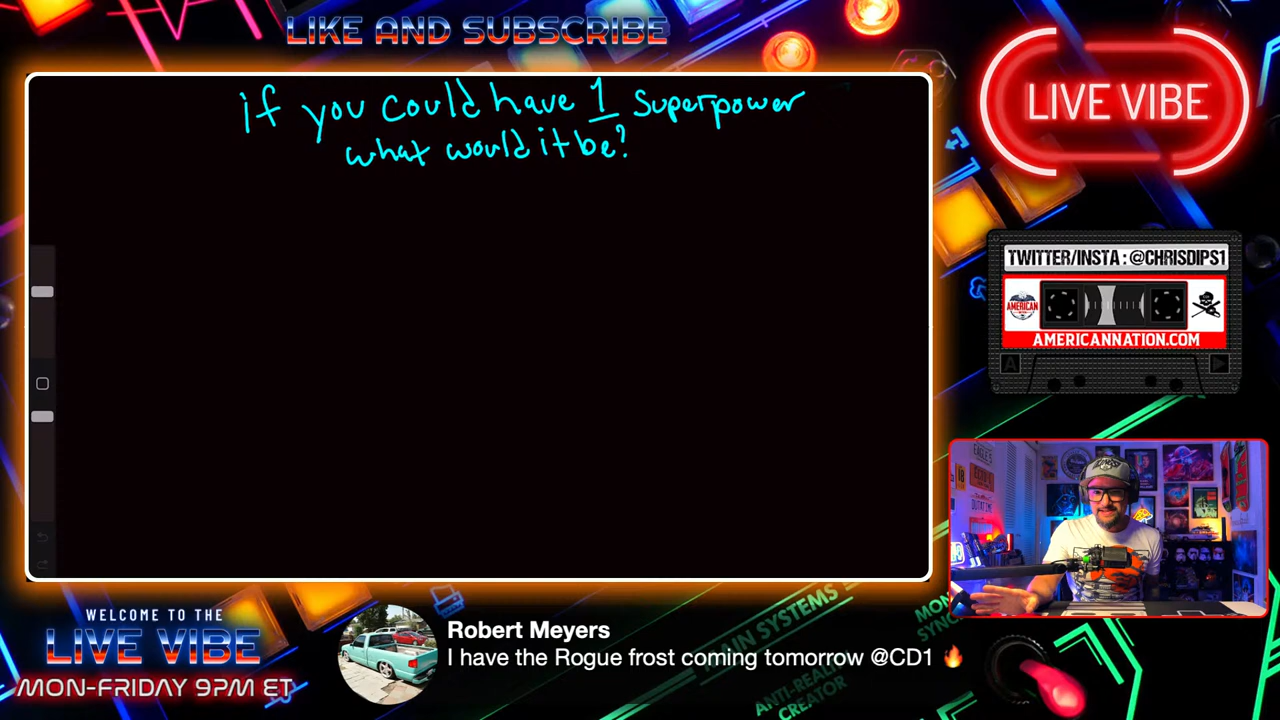 LIKE AND SUBSCRIBE
if you could have 1 Superpower
what would it be?
LIVE VIBE
TWITTER/INSTA : @CHRISDIPS1
AMERICAN
AMERICANNATION.COM
A
WELCOME TO THE
LIVE VIBE
MON-FRIDAY 9PM ET
Robert Meyers
I have the Rogue frost coming tomorrow @CD1 🔥